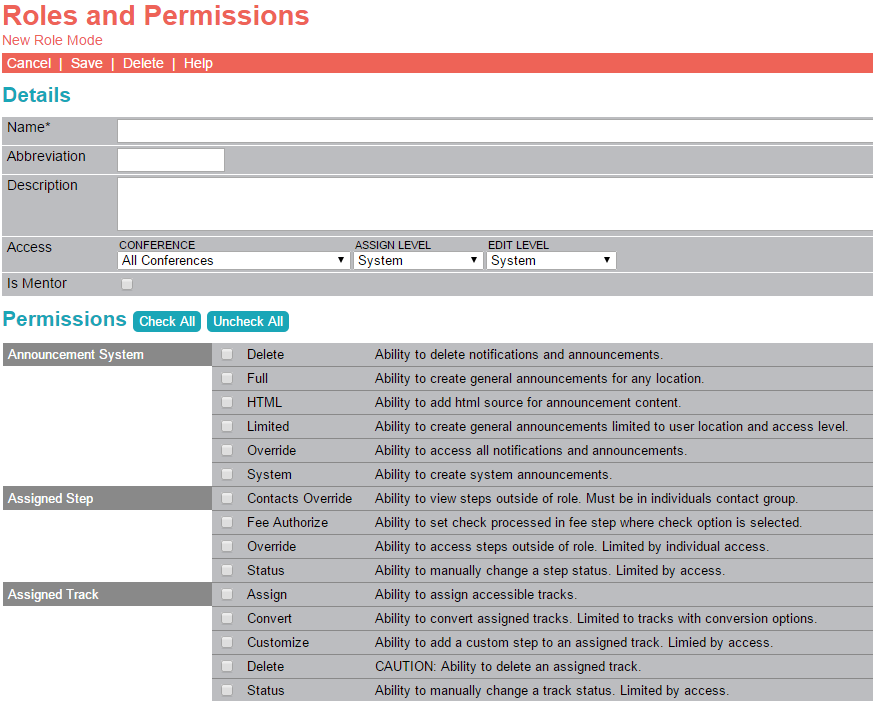 Roles and Permissions
New Role Mode
Cancel | Save | Delete | Help
Details
Name*
Abbreviation
Description
Access CONFERENCE ASSIGN LEVEL EDIT LEVEL
All Conferences System System
Is Mentor
Permissions Check All Uncheck All
Announcement System Delete Ability to delete notifications and announcements.
Full Ability to create general announcements for any location.
HTML Ability to add html source for announcement content.
Limited Ability to create general announcements limited to user location and access level.
Override Ability to access all notifications and announcements.
System Ability to create system announcements.
Assigned Step Contacts Override Ability to view steps outside of role. Must be in individuals contact group.
Fee Authorize Ability to set check processed in fee step where check option is selected.
Override Ability to access steps outside of role. Limited by individual access.
Status Ability to manually change a step status. Limited by access.
Assigned Track Assign Ability to assign accessible tracks.
Convert Ability to convert assigned tracks. Limited to tracks with conversion options.
Customize Ability to add a custom step to an assigned track. Limied by access.
Delete CAUTION: Ability to delete an assigned track.
Status Ability to manually change a track status. Limited by access.